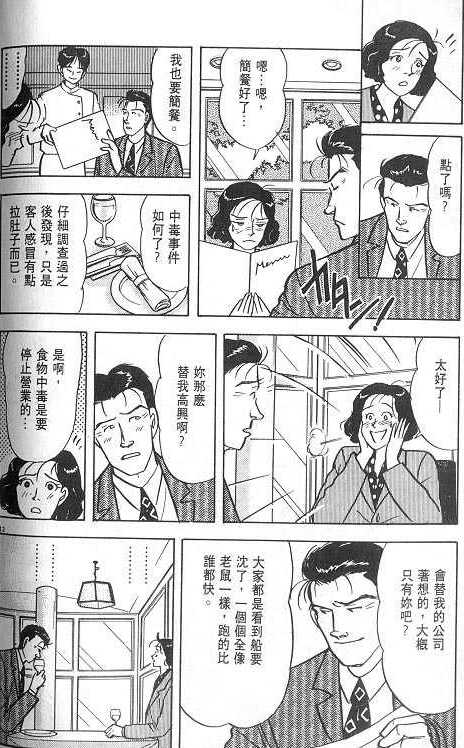 點了嗎？
嗯…嗯，
簡餐好了…
Menu
我也要簡餐。
中毒事件
如何了？
仔細調查過之
後發現，只是
客人感冒有點
拉肚子而已。
太好了—
妳那麼
替我高興啊？
是啊，
食物中毒是要
停止營業的…
會替我的公司
著想的，大概
只有妳吧？
大家都是看到船要
沈了，一個個全像
老鼠一樣，跑的比
誰都快。